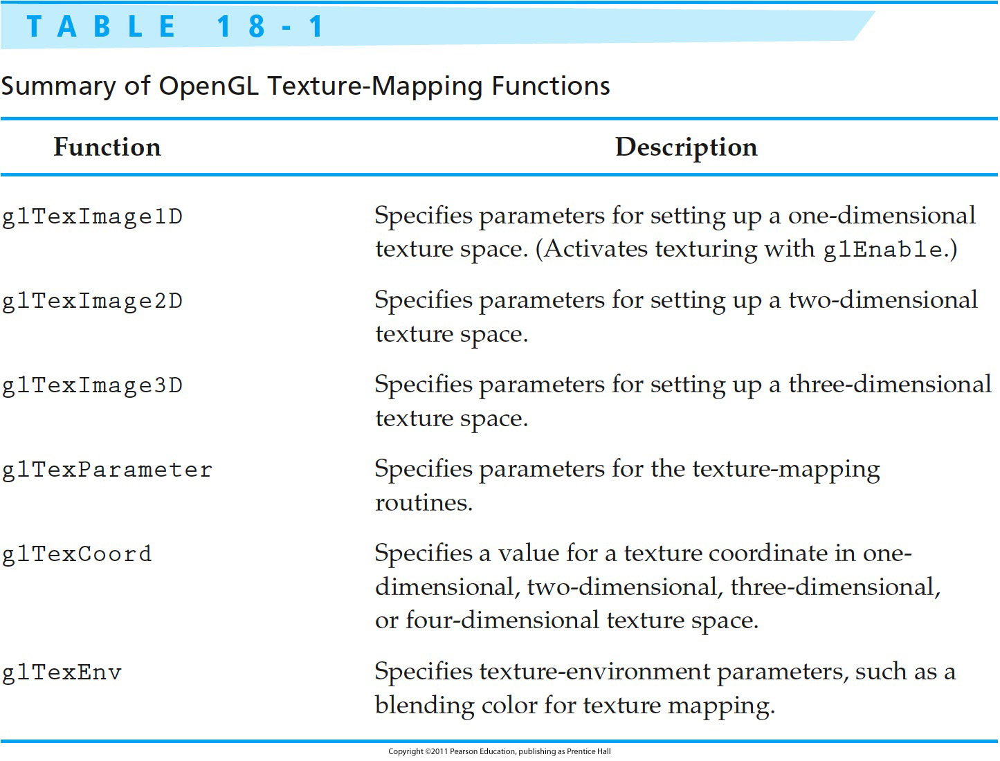 TABLE 18-1
Summary of OpenGL Texture-Mapping Functions
Function Description
glTexImage1D Specifies parameters for setting up a one-dimensional
texture space. (Activates texturing with glEnable.)
glTexImage2D Specifies parameters for setting up a two-dimensional
texture space.
glTexImage3D Specifies parameters for setting up a three-dimensional
texture space.
glTexParameter Specifies parameters for the texture-mapping
routines.
glTexCoord Specifies a value for a texture coordinate in one-
dimensional, two-dimensional, three-dimensional,
or four-dimensional texture space.
glTexEnv Specifies texture-environment parameters, such as a
blending color for texture mapping.
Copyright ©2011 Pearson Education, publishing as Prentice Hall